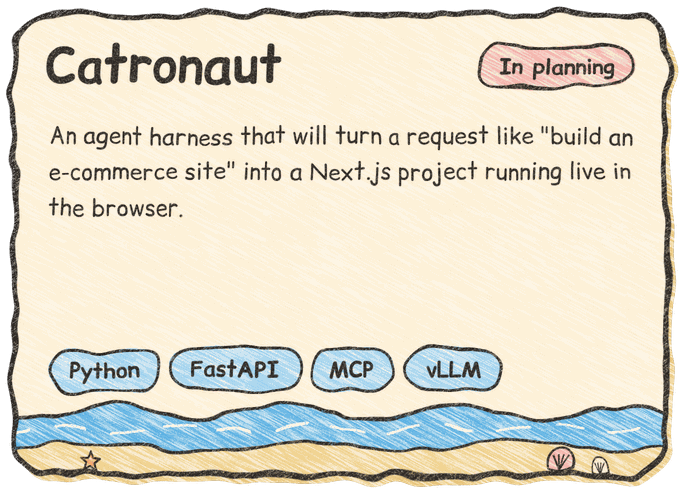 Catronaut
In planning
An agent harness that will turn a request like "build an
e-commerce site" into a Next.js project running live in
the browser.
Python
FastAPI
MCP
vLLM